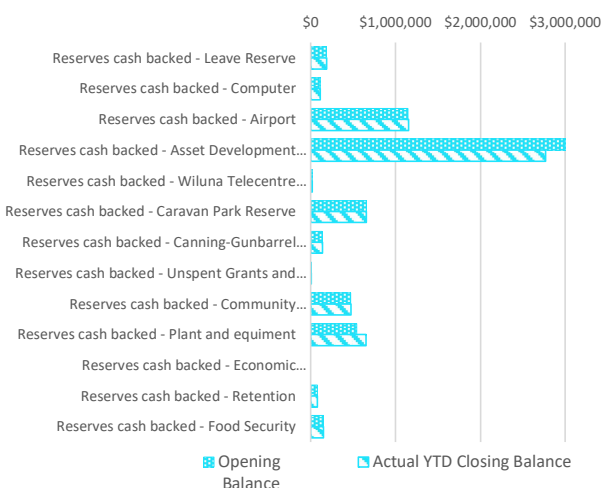 $0 $1,000,000 $2,000,000 $3,000,000
Reserves cash backed - Leave Reserve
Reserves cash backed - Computer
Reserves cash backed - Airport
Reserves cash backed - Asset Development...
Reserves cash backed - Wiluna Telecentre...
Reserves cash backed - Caravan Park Reserve
Reserves cash backed - Canning-Gunbarrel...
Reserves cash backed - Unspent Grants and...
Reserves cash backed - Community...
Reserves cash backed - Plant and equiment
Reserves cash backed - Economic...
Reserves cash backed - Retention
Reserves cash backed - Food Security
Opening
Balance
Actual YTD Closing Balance